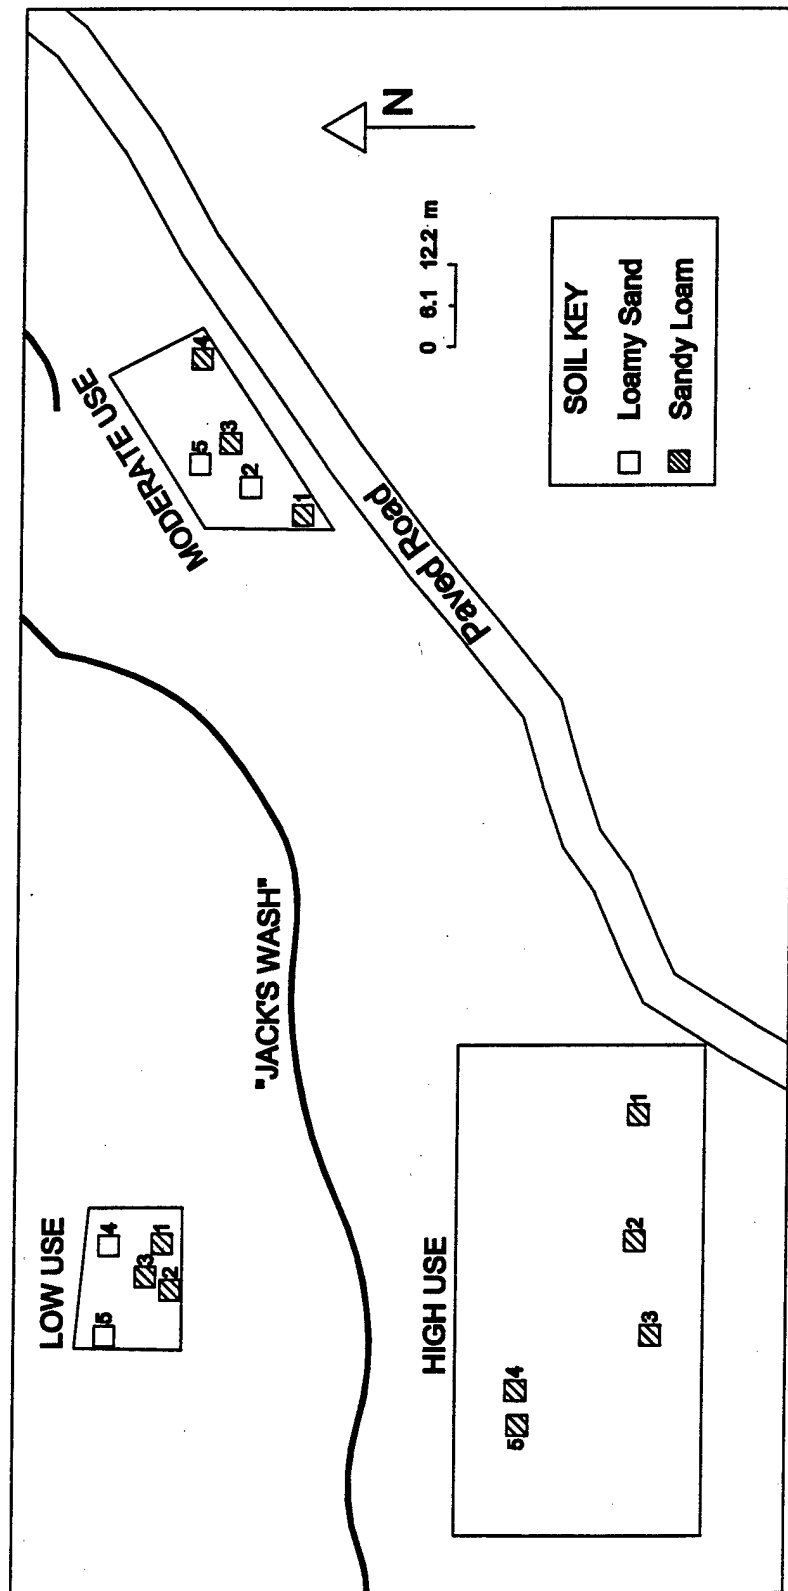 LOW USE
5
4
3
2
1
"JACK'S WASH"
MODERATE USE
5
4
3
2
1
HIGH USE
5
4
3
2
1
Paved Road
N
0 6.1 12.2 m
SOIL KEY
Loamy Sand
Sandy Loam